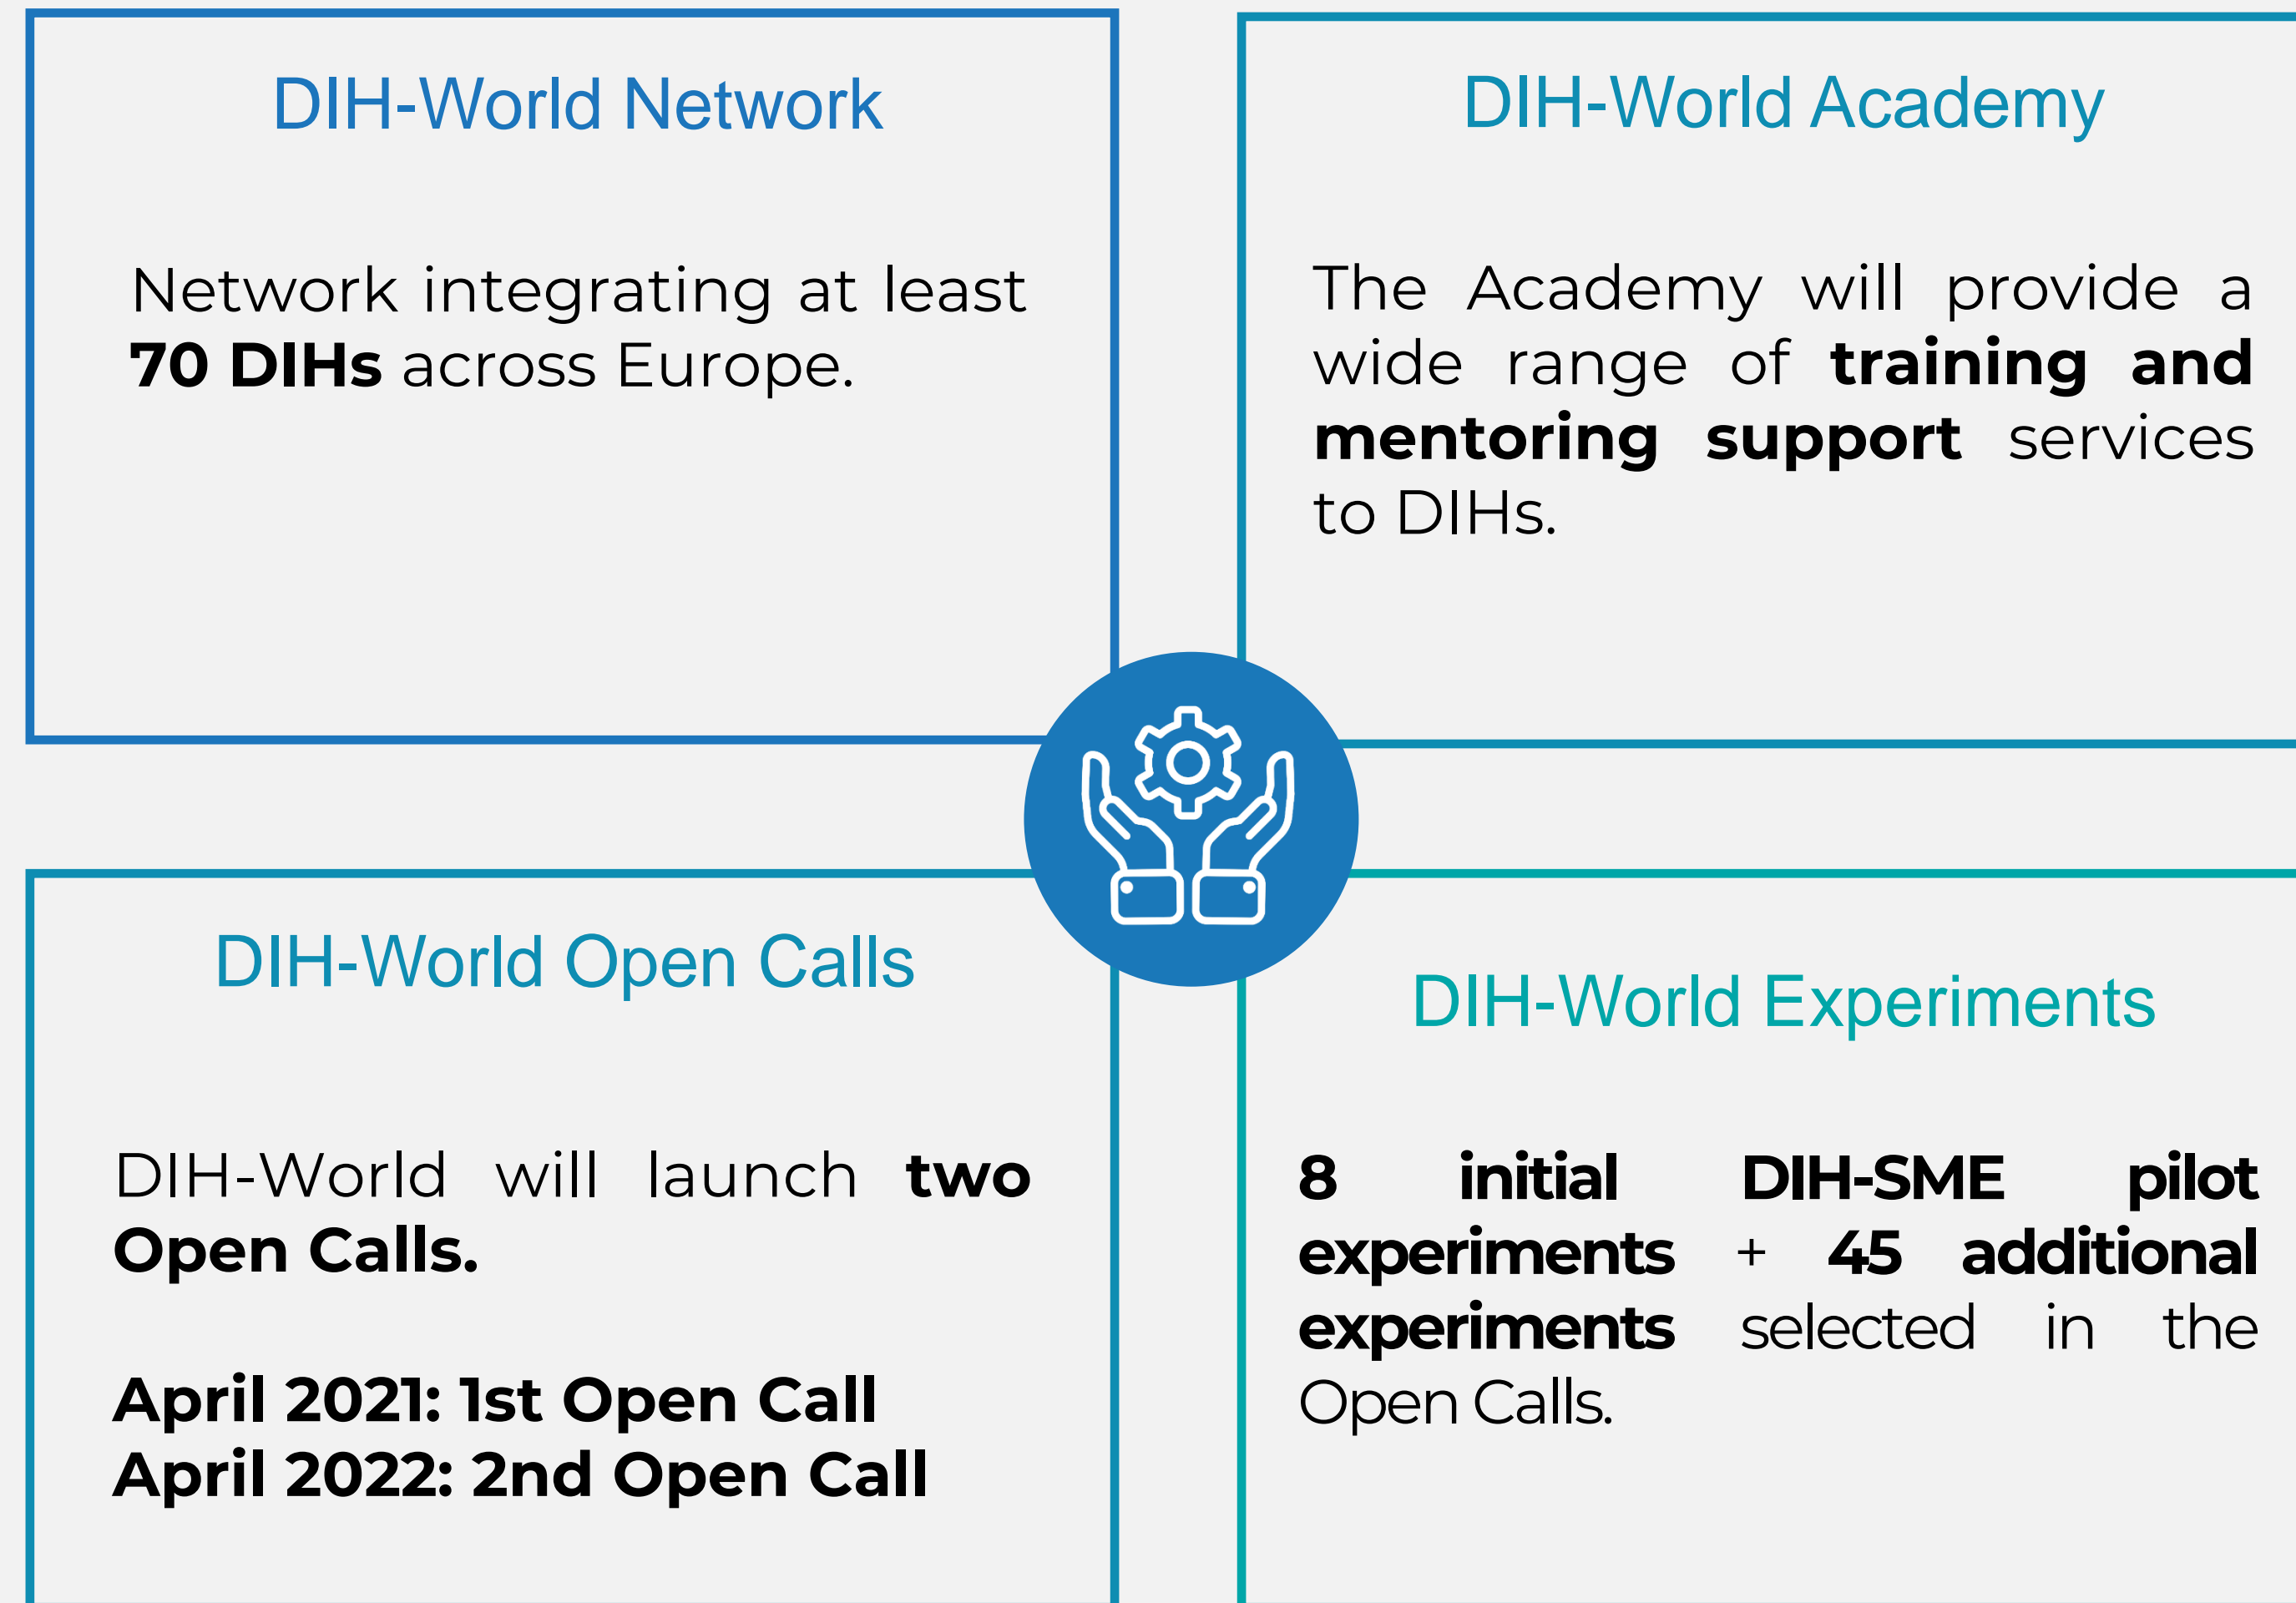 DIH-World Network
Network integrating at least
70 DIHs across Europe.
DIH-World Academy
The Academy will provide a
wide range of training and
mentoring support services
to DIHs.
DIH-World Open Calls
DIH-World will launch two
Open Calls.
April 2021: 1st Open Call
April 2022: 2nd Open Call
DIH-World Experiments
8 initial DIH-SME pilot
experiments + 45 additional
experiments selected in the
Open Calls.